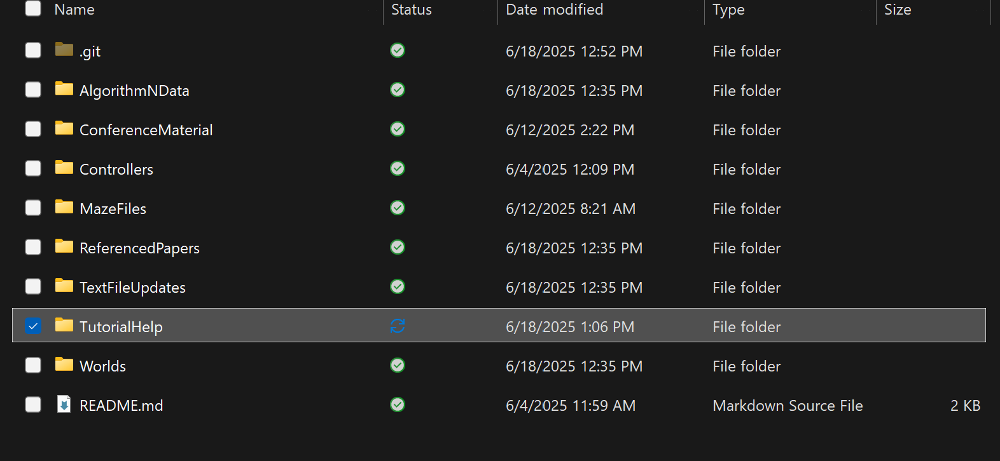 Name Status Date modified Type Size
.git 6/18/2025 12:52 PM File folder
AlgorithmNData 6/18/2025 12:35 PM File folder
ConferenceMaterial 6/12/2025 2:22 PM File folder
Controllers 6/4/2025 12:09 PM File folder
MazeFiles 6/12/2025 8:21 AM File folder
ReferencedPapers 6/18/2025 12:35 PM File folder
TextFileUpdates 6/18/2025 12:35 PM File folder
TutorialHelp 6/18/2025 1:06 PM File folder
Worlds 6/18/2025 12:35 PM File folder
README.md 6/4/2025 11:59 AM Markdown Source File 2 KB